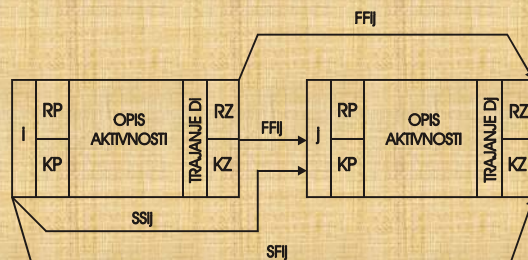 FFIJ
I
RP
KP
OPIS
AKTIVNOSTI
TRAJANJE DI
RZ
KZ
FFIJ
J
RP
KP
OPIS
AKTIVNOSTI
TRAJANJE DJ
RZ
KZ
SSIJ
SFIJ